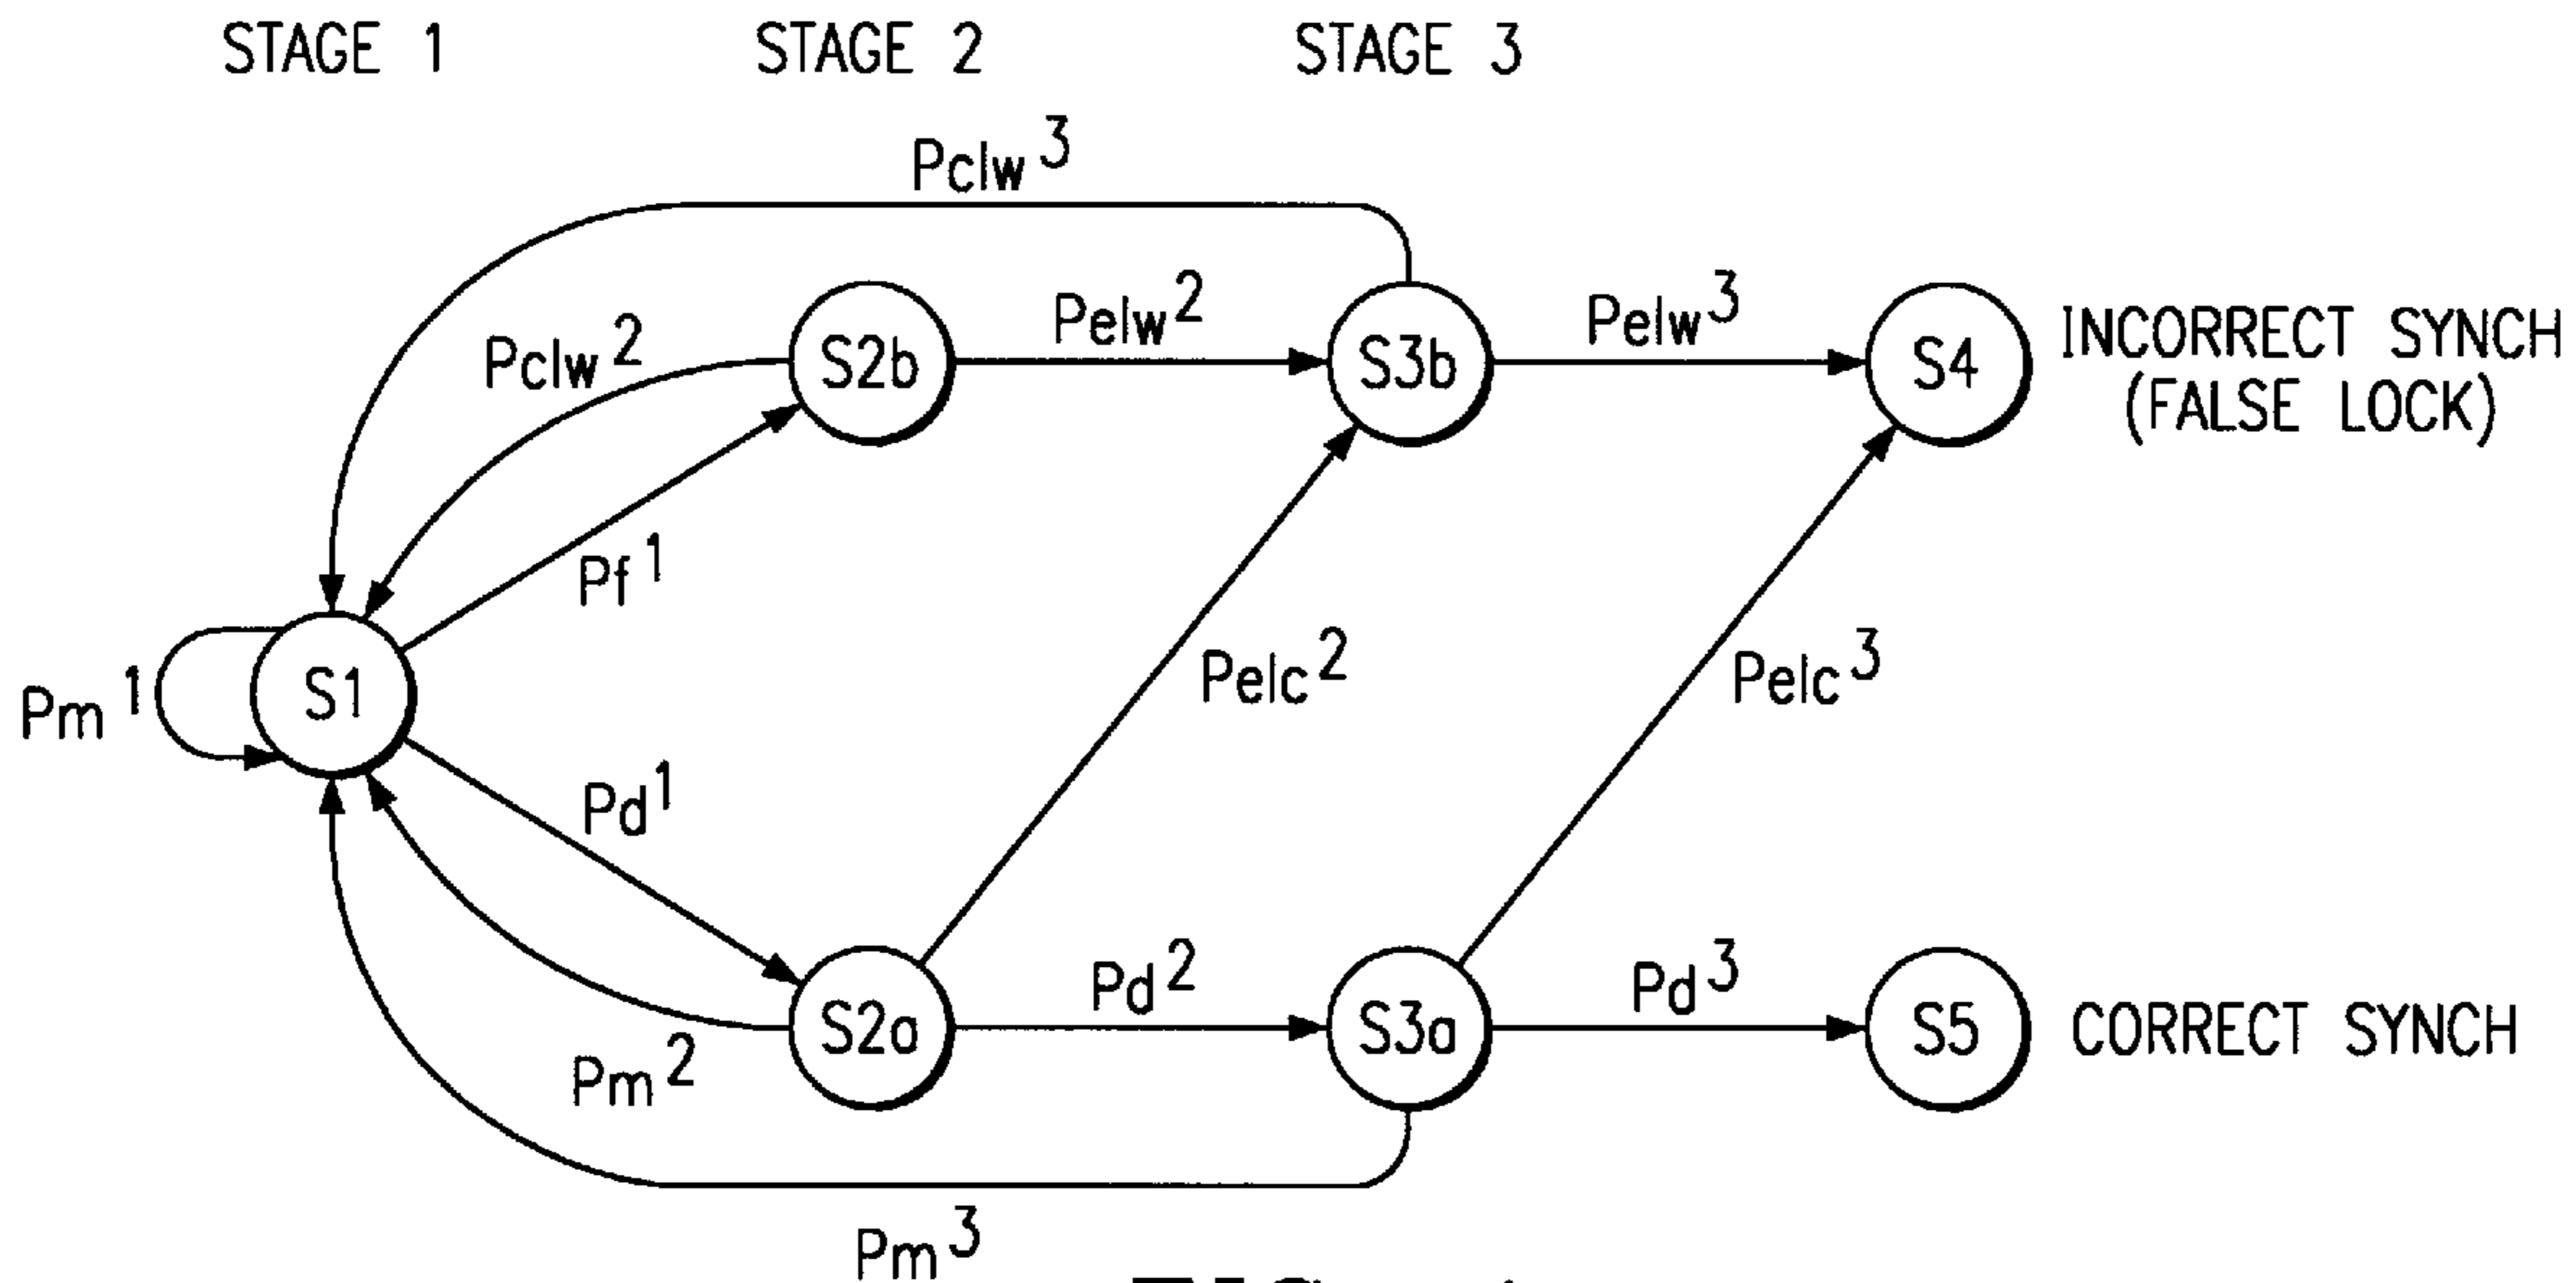 STAGE 1 STAGE 2 STAGE 3
Pclw 3
Pclw 2
Pelw 2
Pelw 3
S2b
S3b
S4
INCORRECT SYNCH
(FALSE LOCK)
Pf 1
Pm 1
S1
Pelc 2
Pelc 3
Pd 1
Pd 2
Pd 3
S2a
S3a
S5
CORRECT SYNCH
Pm 2
Pm 3